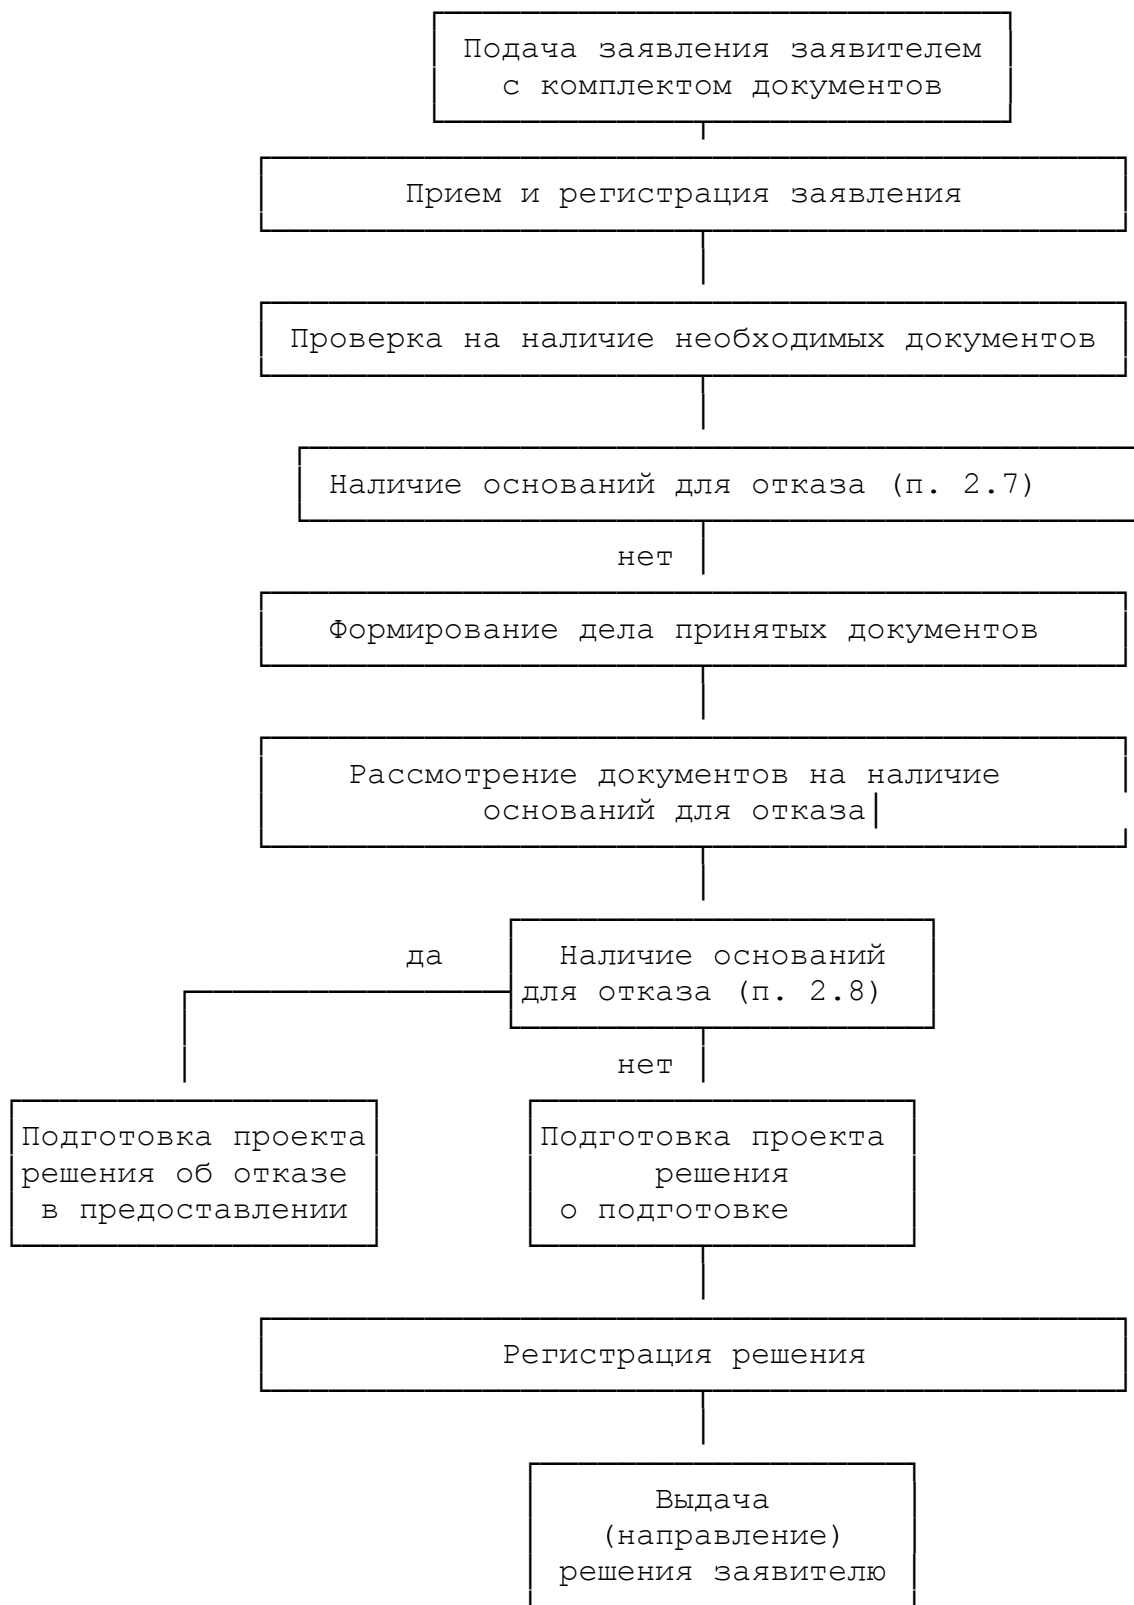 Подача заявления заявителем
с комплектом документов
Прием и регистрация заявления
Проверка на наличие необходимых документов
Наличие оснований для отказа (п. 2.7)
нет
Формирование дела принятых документов
Рассмотрение документов на наличие
оснований для отказа
да
Наличие оснований
для отказа (п. 2.8)
нет
Подготовка проекта
решения об отказе
в предоставлении
Подготовка проекта
решения
о подготовке
Регистрация решения
Выдача
(направление)
решения заявителю